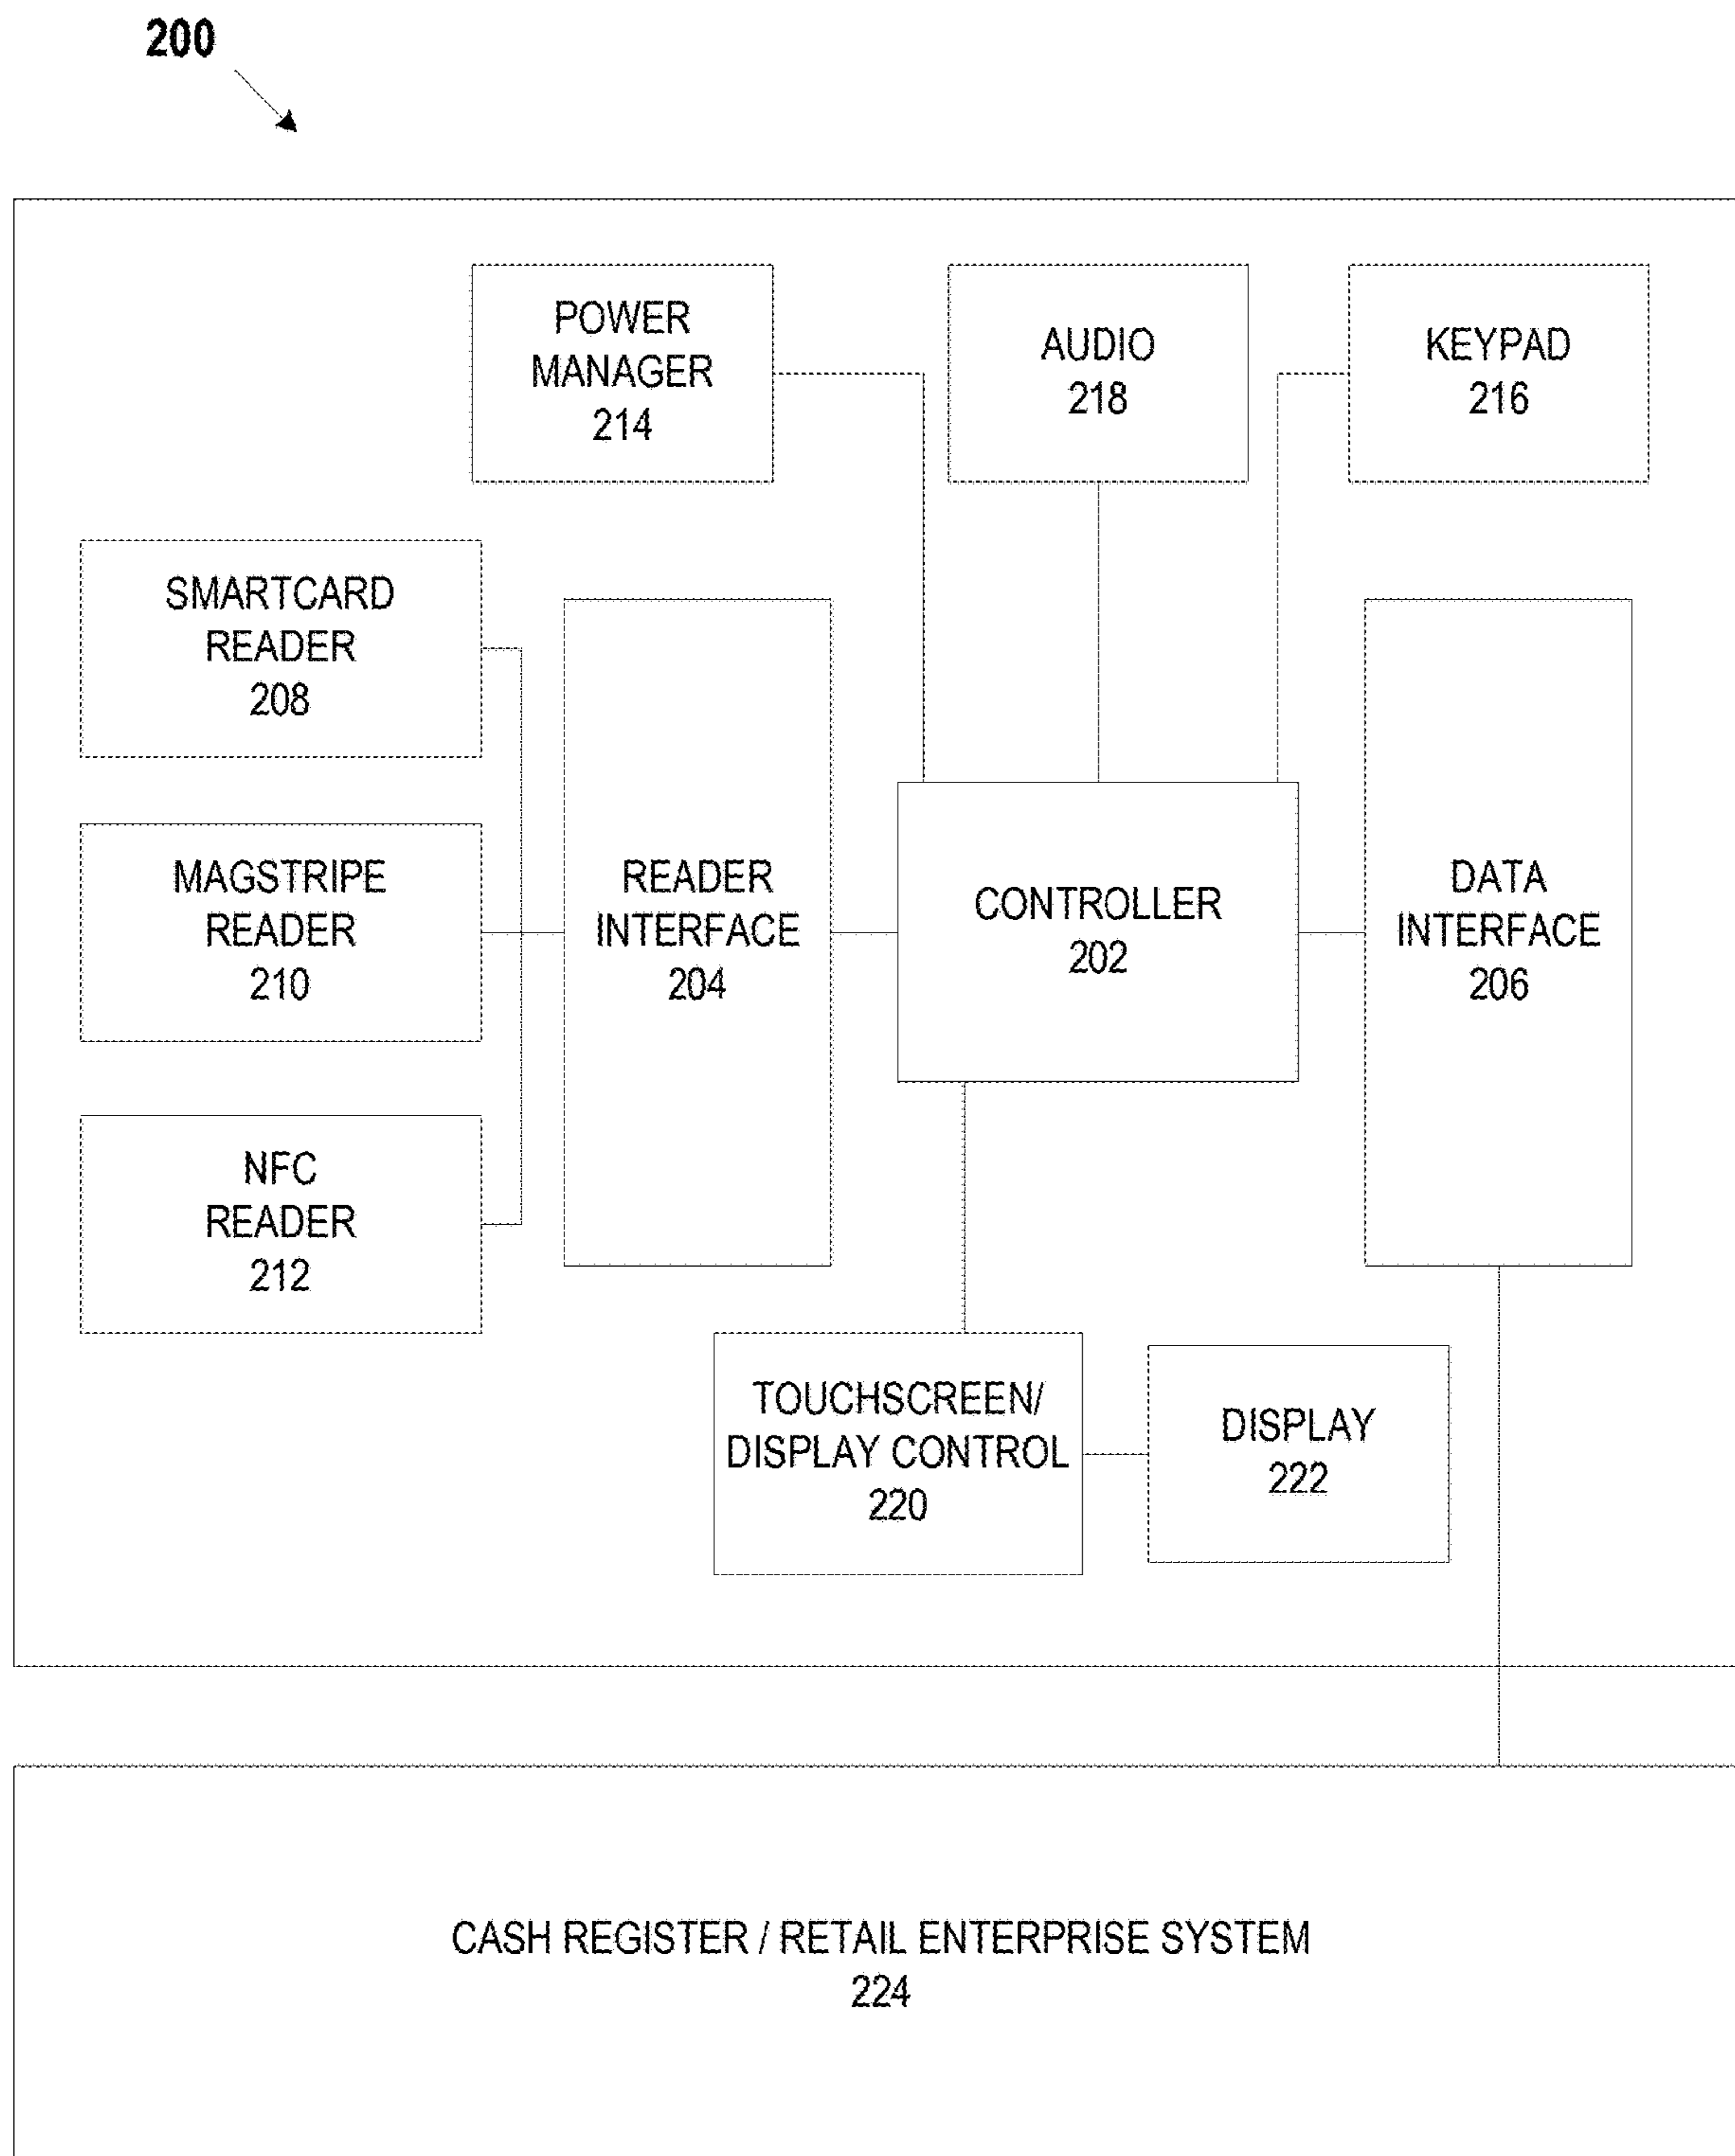 200
POWER
MANAGER
214
AUDIO
218
KEYPAD
216
SMARTCARD
READER
208
MAGSTRIPE
READER
210
NFC
READER
212
READER
INTERFACE
204
CONTROLLER
202
DATA
INTERFACE
206
TOUCHSCREEN/
DISPLAY CONTROL
220
DISPLAY
222
CASH REGISTER / RETAIL ENTERPRISE SYSTEM
224